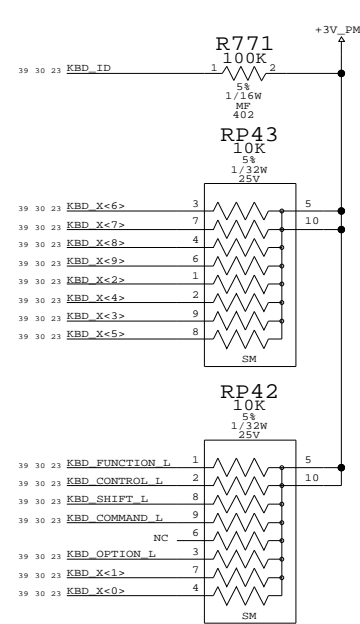 +3V_PM
R771
100K
39 30 23 KBD_ID 1 2
5%
1/16W
MF
402
RP43
10K
5%
1/32W
25V
39 30 23 KBD_X<6> 3 5
39 30 23 KBD_X<7> 7 10
39 30 23 KBD_X<8> 4
39 30 23 KBD_X<9> 6
39 30 23 KBD_X<2> 1
39 30 23 KBD_X<4> 2
39 30 23 KBD_X<3> 9
39 30 23 KBD_X<5> 8
SM
RP42
10K
5%
1/32W
25V
39 30 23 KBD_FUNCTION_L 1 5
39 30 23 KBD_CONTROL_L 2 10
39 30 23 KBD_SHIFT_L 8
39 30 23 KBD_COMMAND_L 9
NC 6
39 30 23 KBD_OPTION_L 3
39 30 23 KBD_X<1> 7
39 30 23 KBD_X<0> 4
SM